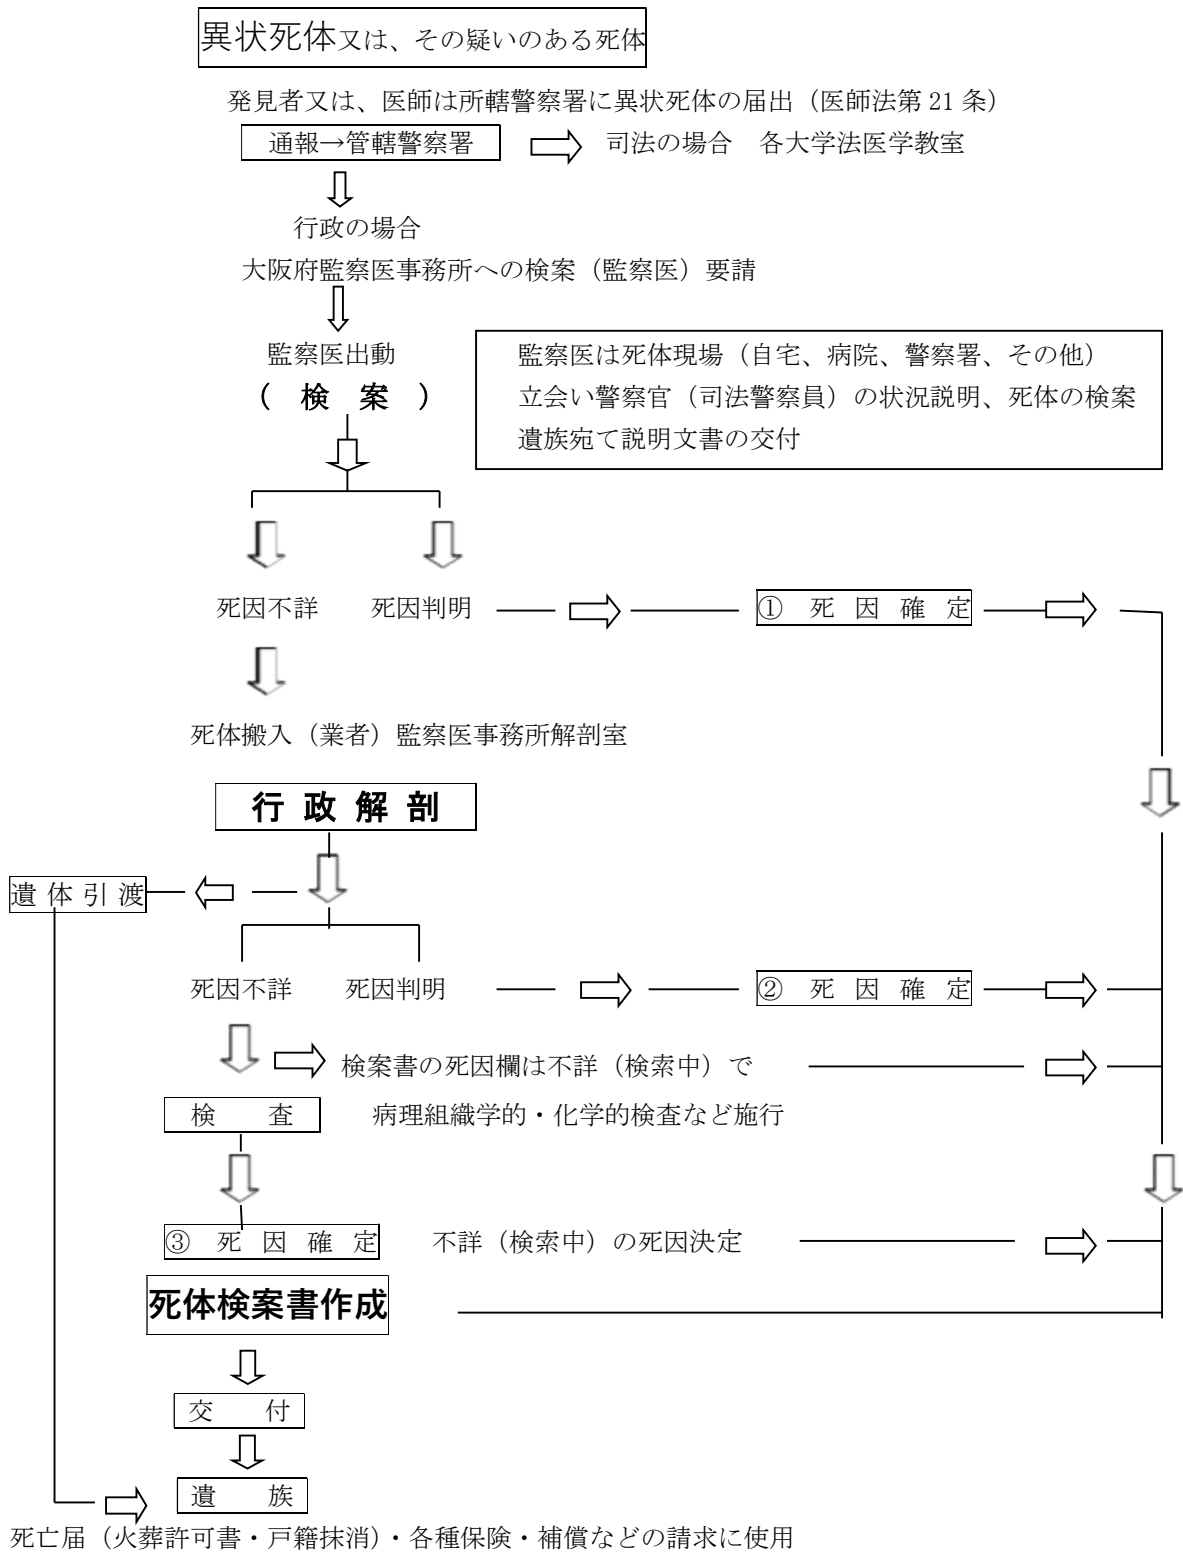 異状死体又は、その疑いのある死体
発見者又は、医師は所轄警察署に異状死体の届出（医師法第 21 条）
通報→管轄警察署　司法の場合　各大学法医学教室
行政の場合
大阪府監察医事務所への検案（監察医）要請
監察医出動
（　検　案　）
監察医は死体現場（自宅、病院、警察署、その他）
立会い警察官（司法警察員）の状況説明、死体の検案
遺族宛て説明文書の交付
死因不詳　死因判明　①　死　因　確　定
死体搬入（業者）監察医事務所解剖室
行 政 解 剖
遺 体 引 渡
死因不詳　死因判明　②　死　因　確　定
検案書の死因欄は不詳（検索中）で
検　　査　病理組織学的・化学的検査など施行
③　死　因　確　定　不詳（検索中）の死因決定
死体検案書作成
交　　付
遺　　族
死亡届（火葬許可書・戸籍抹消）・各種保険・補償などの請求に使用